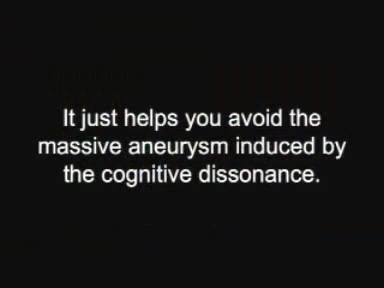 It just helps you avoid the
massive aneurysm induced by
the cognitive dissonance.